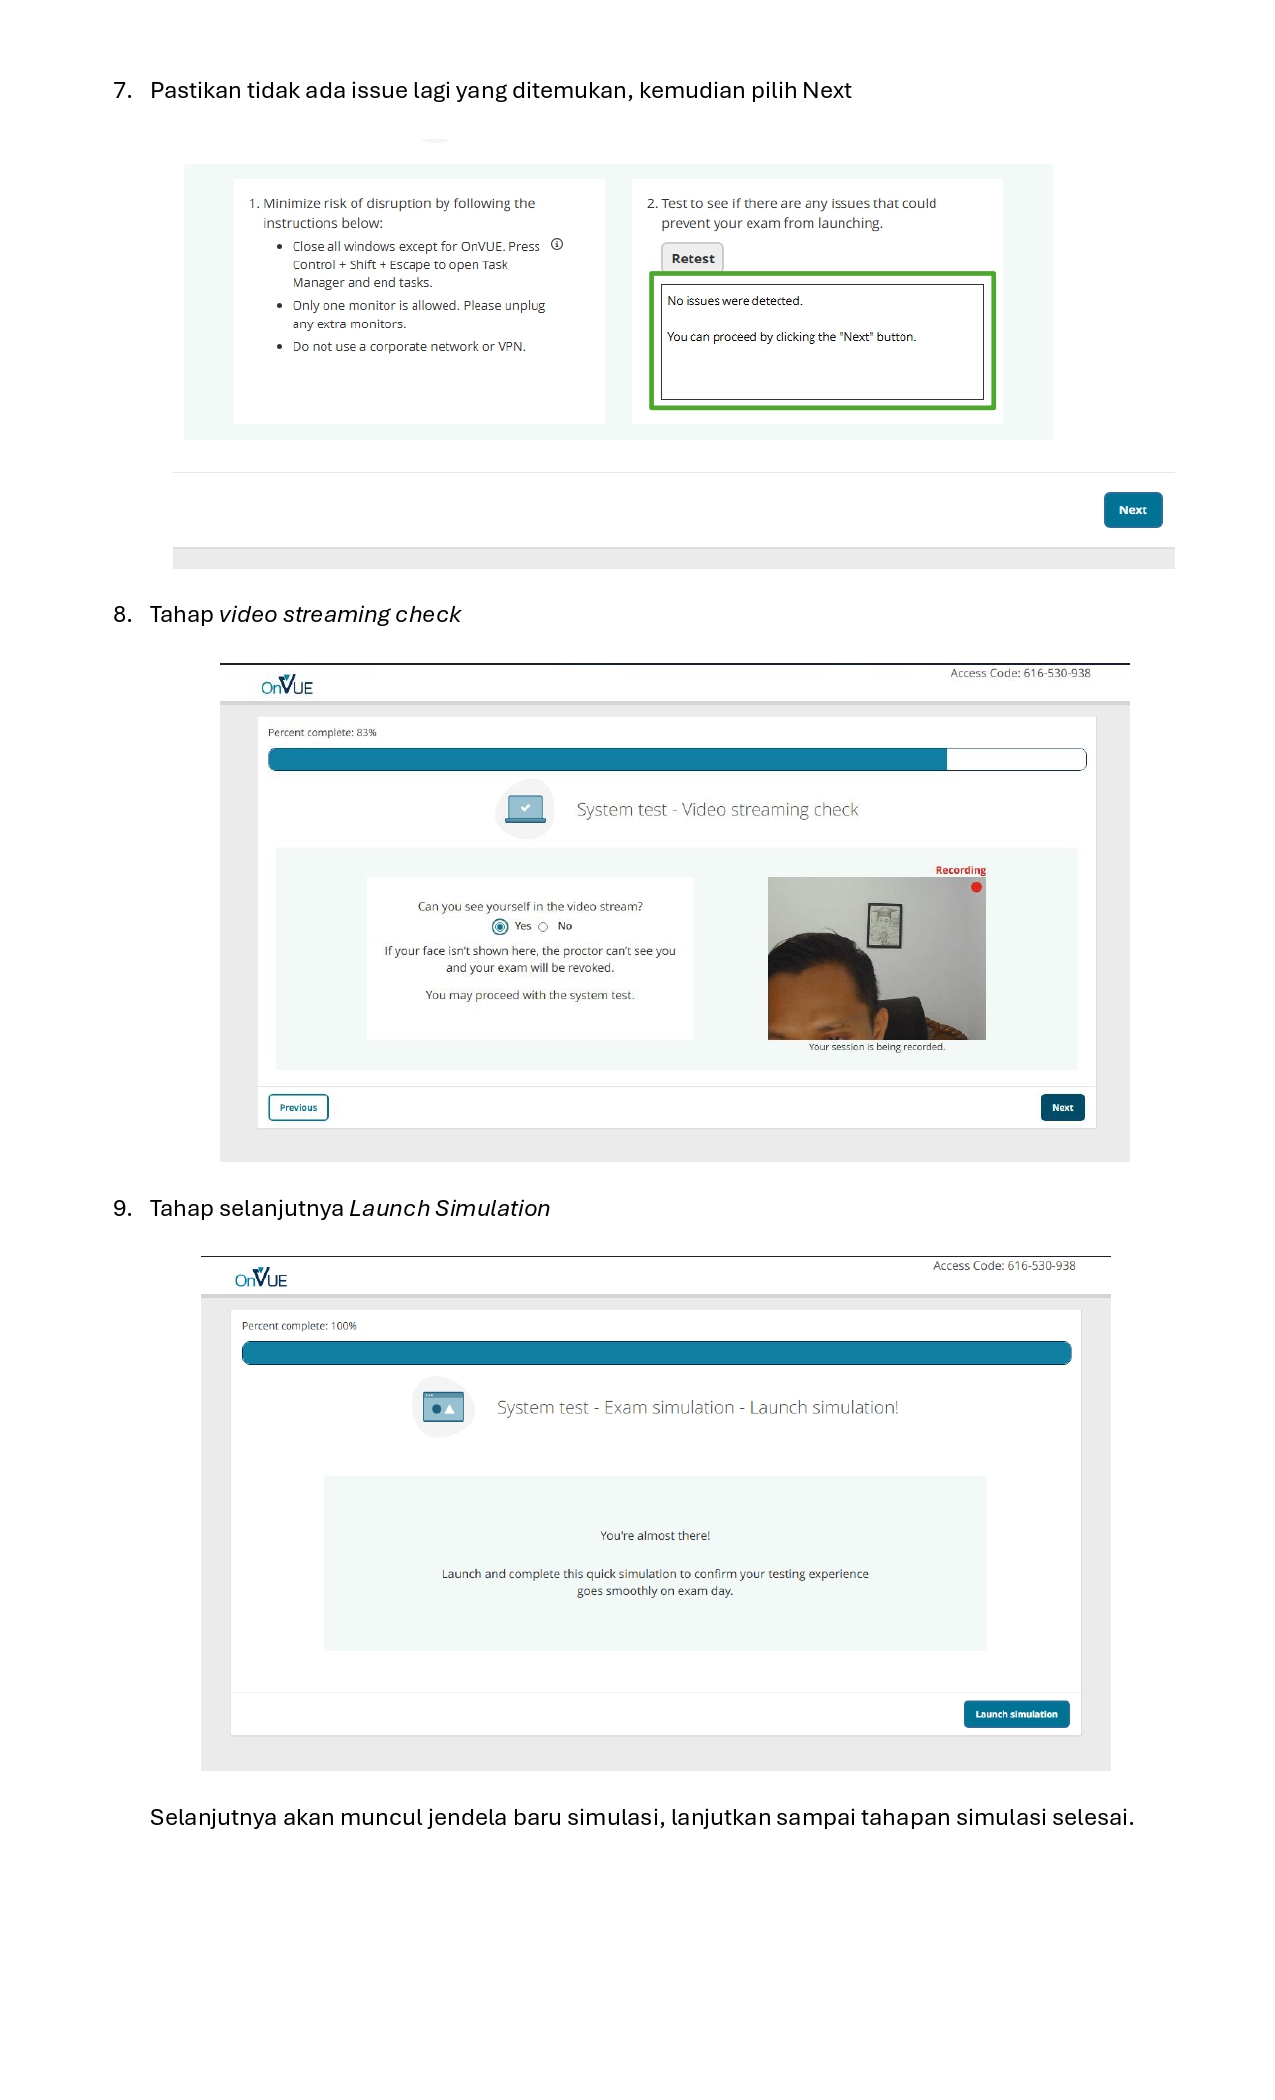 7. Pastikan tidak ada issue lagi yang ditemukan, kemudian pilih Next
1. Minimize risk of disruption by following the
instructions below:
• Close all windows except for OnVUE. Press
Control + Shift + Escape to open Task
Manager and end tasks.
• Only one monitor is allowed. Please unplug
any extra monitors.
• Do not use a corporate network or VPN.
2. Test to see if there are any issues that could
prevent your exam from launching.
Retest
No issues were detected.
You can proceed by clicking the "Next" button.
Next
8. Tahap video streaming check
OnVUE
Access Code: 616-530-938
Percent complete: 83%
System test - Video streaming check
Can you see yourself in the video stream?
Yes No
If your face isn't shown here, the proctor can't see you
and your exam will be revoked.
You may proceed with the system test.
Recording
Your session is being recorded.
Previous
Next
9. Tahap selanjutnya Launch Simulation
OnVUE
Access Code: 616-530-938
Percent complete: 100%
System test - Exam simulation - Launch simulation!
You're almost there!
Launch and complete this quick simulation to confirm your testing experience
goes smoothly on exam day.
Launch simulation
Selanjutnya akan muncul jendela baru simulasi, lanjutkan sampai tahapan simulasi selesai.